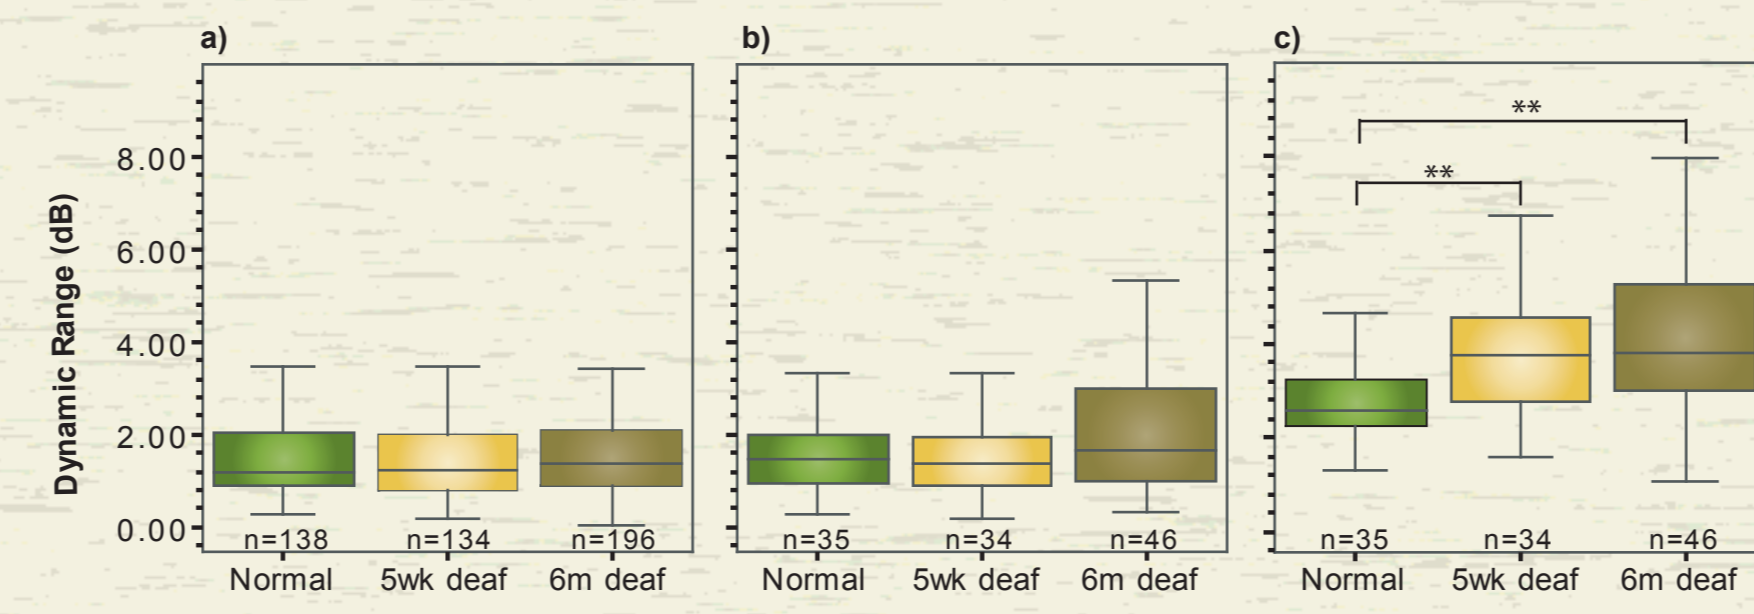 a)
b)
c)
**
**
Dynamic Range (dB)
8.00
6.00
4.00
2.00
0.00
n=138
n=134
n=196
n=35
n=34
n=46
n=35
n=34
n=46
Normal
5wk deaf
6m deaf
Normal
5wk deaf
6m deaf
Normal
5wk deaf
6m deaf